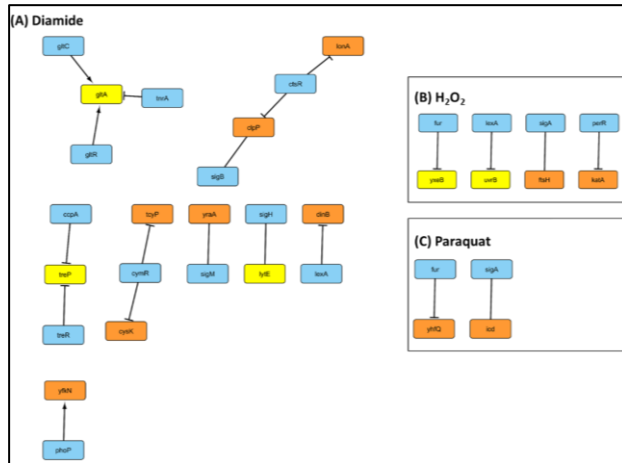 (A) Diamide
gltC
lonA
gltA
tnrA
ctsR
clpP
gltR
sigB
(B) H₂O₂
fur
lexA
sigA
perR
yxeB
uvrB
ftsH
katA
ccpA
tcyP
yraA
sigH
dinB
treP
cymR
sigM
lytE
lexA
treR
cysK
(C) Paraquat
fur
sigA
yhfQ
icd
yfkN
phoP